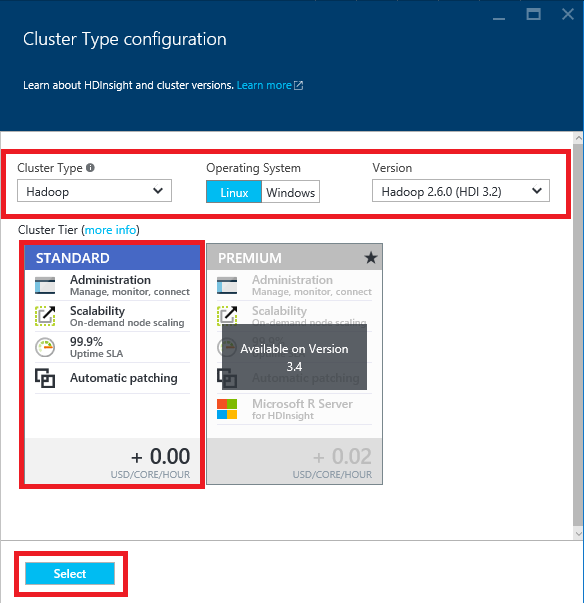 Cluster Type configuration
Learn about HDInsight and cluster versions. Learn more
Cluster Type
Operating System
Version
Hadoop
Linux
Windows
Hadoop 2.6.0 (HDI 3.2)
Cluster Tier (more info)
STANDARD
Administration
Manage, monitor, connect
Scalability
On-demand node scaling
99.9%
Uptime SLA
Automatic patching
+ 0.00
USD/CORE/HOUR
PREMIUM
Administration
Manage, monitor, connect
Scalability
On-demand node scaling
Available on Version
3.4
99.9%
Uptime SLA
Automatic patching
Microsoft R Server
for HDInsight
+ 0.02
USD/CORE/HOUR
Select